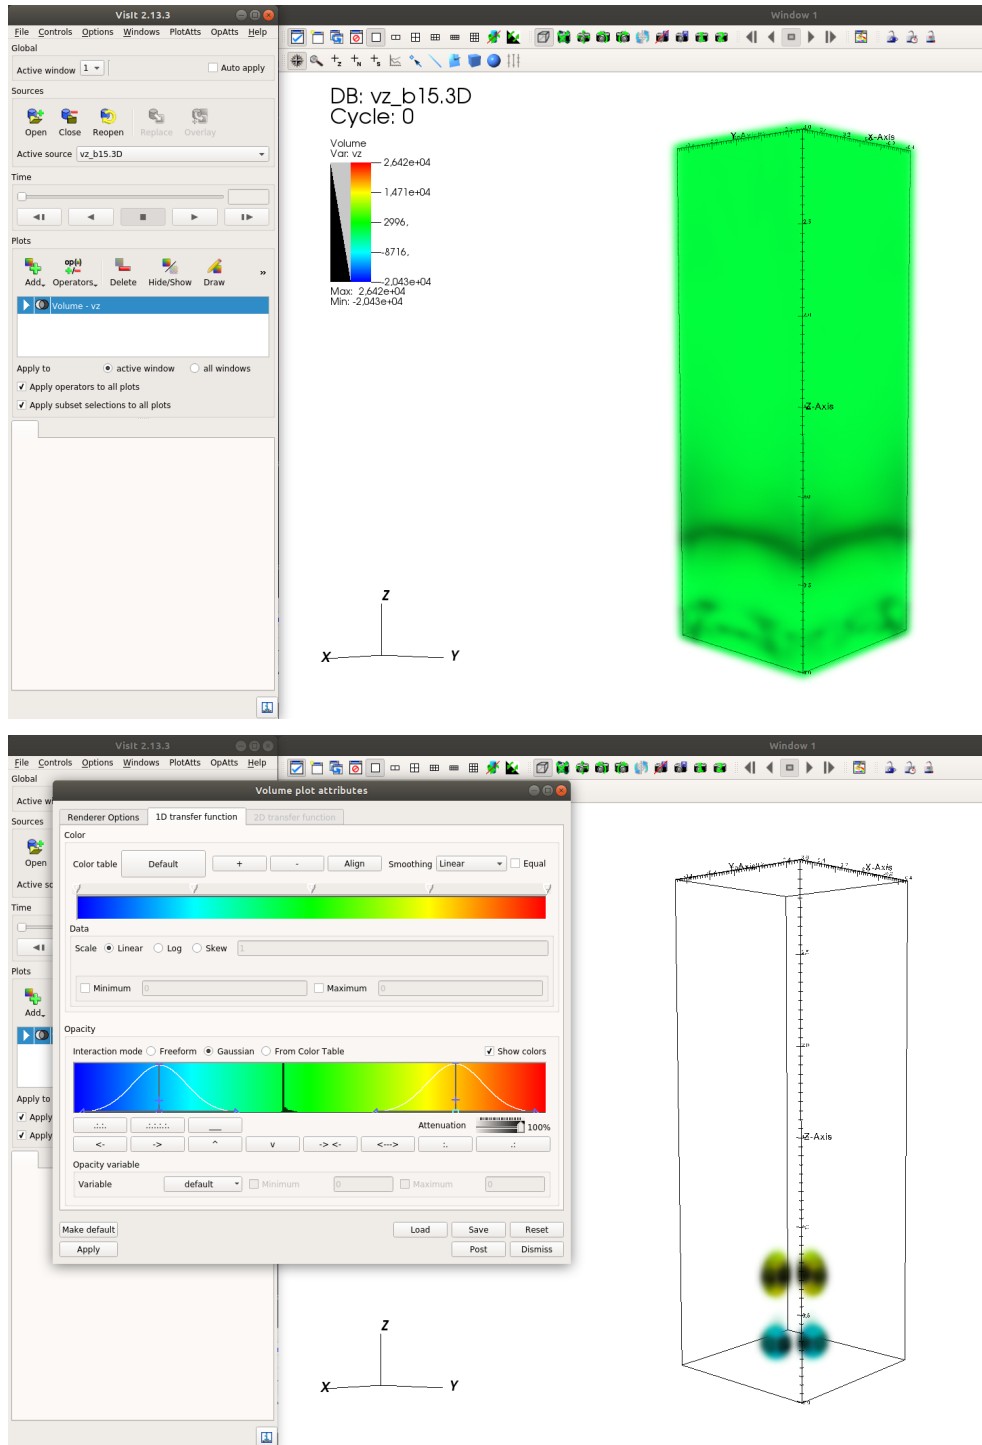 VisIt 2.13.3
File Controls Options Windows PlotAtts OpAtts Help
Global
Active window 1 Auto apply
Sources
Open Close Reopen Replace Overlay
Active source vz_b15.3D
Time
Plots
Add Operators Delete Hide/Show Draw »
Volume - vz
Apply to active window all windows
Apply operators to all plots
Apply subset selections to all plots
Window 1
DB: vz_b15.3D
Cycle: 0
Volume
Var: vz
2,642e+04
1,471e+04
2996,
-8716,
-2,043e+04
Max: 2,642e+04
Min: -2,043e+04
X-Axis
Z-Axis
Z
X Y
VisIt 2.13.3
File Controls Options Windows PlotAtts OpAtts Help
Global
Active w
Sources
Open
Active so
Time
Plots
Add
Apply to
Apply
Apply
Volume plot attributes
Renderer Options 1D transfer function 2D transfer function
Color
Color table Default + - Align Smoothing Linear Equal
Data
Scale Linear Log Skew 1
Minimum 0 Maximum 0
Opacity
Interaction mode Freeform Gaussian From Color Table Show colors
.:.:. .:.:.:.:. __ Attenuation 100%
<- -> ^ v -> <- <---> :. .:
Opacity variable
Variable default Minimum 0 Maximum 0
Make default Load Save Reset
Apply Post Dismiss
Window 1
Y-Axis X-Axis
Z-Axis
Z
X Y